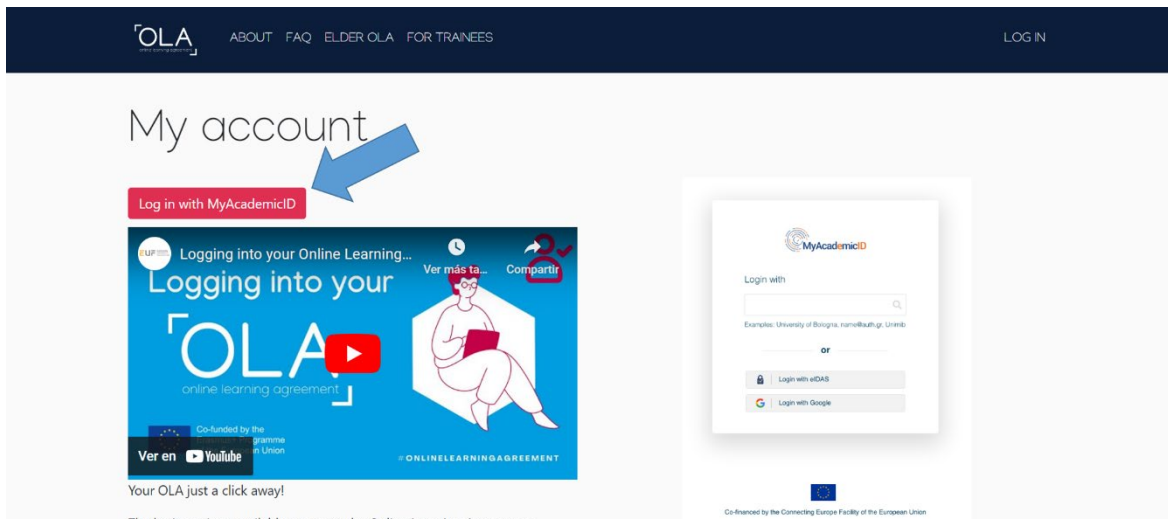 OLA
ABOUT FAQ ELDER OLA FOR TRAINEES
LOG IN
My account
Log in with MyAcademicID
EUF
Logging into your Online Learning...
Ver más ta...
Compartir
Logging into your
OLA
online learning agreement
Co-funded by the
Ver en YouTube
#ONLINELEARNINGAGREEMENT
Your OLA just a click away!
MyAcademicID
Login with
Examples: University of Bologna, name@auth.gr, Unimib
or
Login with eIDAS
Login with Google
Co-financed by the Connecting Europe Facility of the European Union